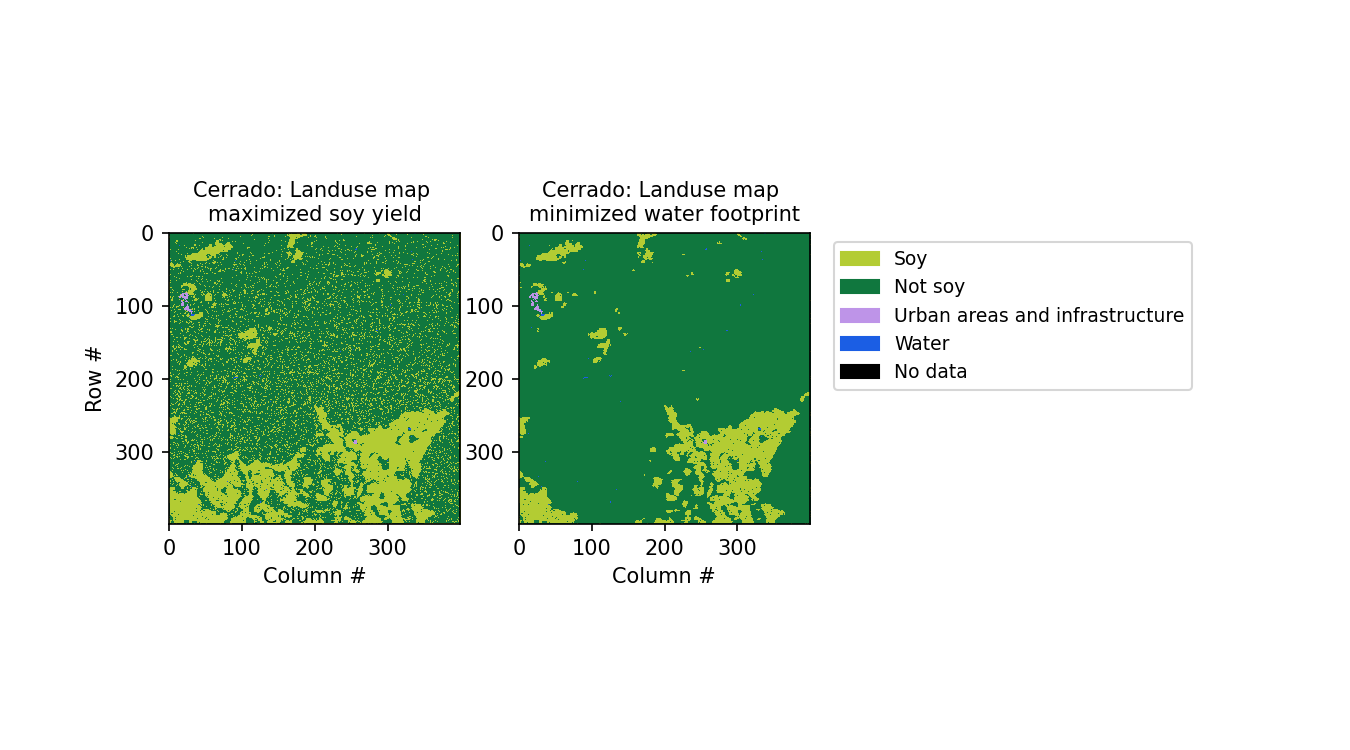 Cerrado: Landuse map
maximized soy yield
Cerrado: Landuse map
minimized water footprint
0
100
200
300
Row #
0
100
200
300
Column #
0
100
200
300
0
100
200
300
Column #
Soy
Not soy
Urban areas and infrastructure
Water
No data